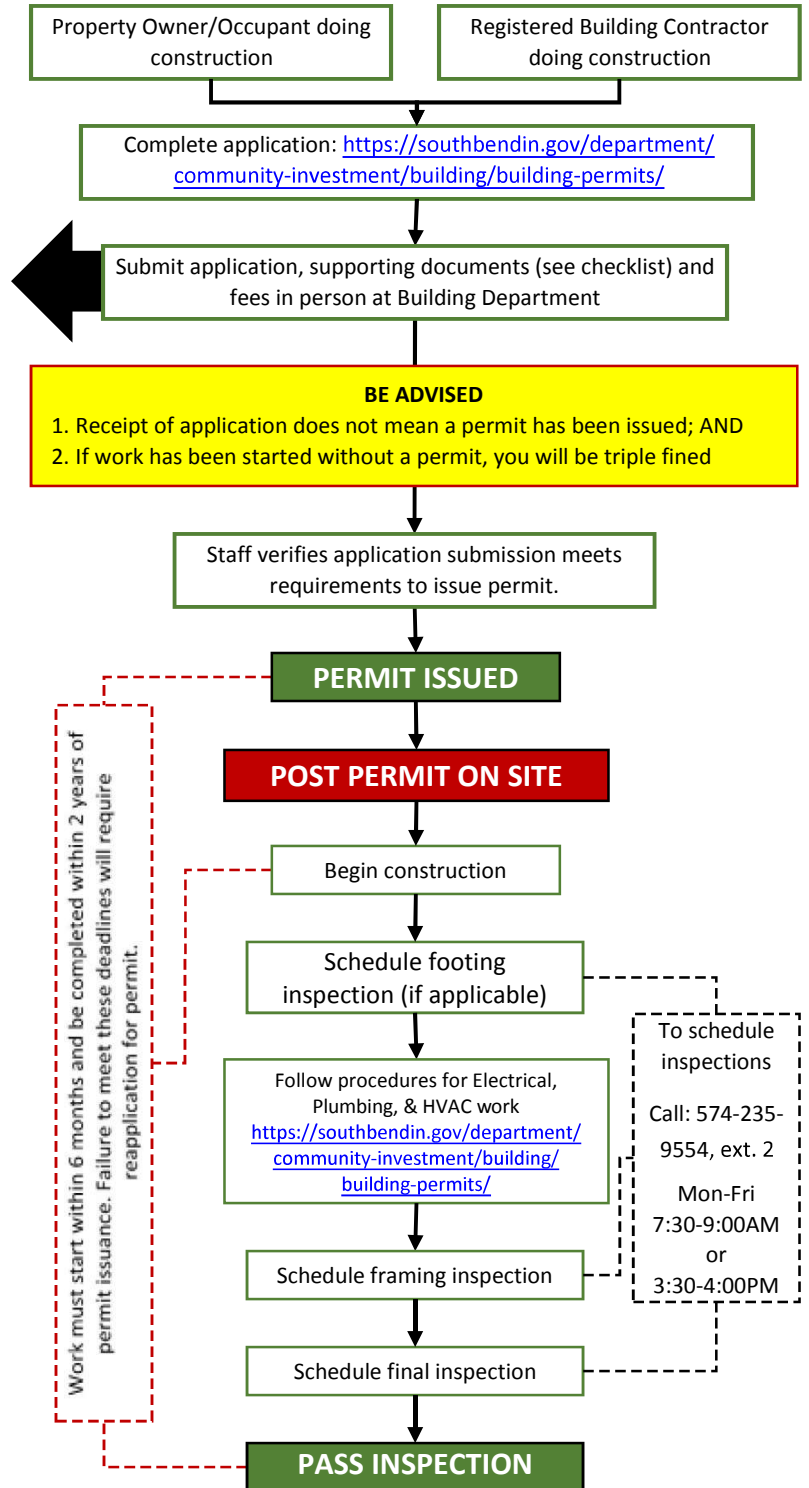 Property Owner/Occupant doing
construction
Registered Building Contractor
doing construction
Complete application: https://southbendin.gov/department/
community-investment/building/building-permits/
Submit application, supporting documents (see checklist) and
fees in person at Building Department
BE ADVISED
1. Receipt of application does not mean a permit has been issued; AND
2. If work has been started without a permit, you will be triple fined
Staff verifies application submission meets
requirements to issue permit.
PERMIT ISSUED
POST PERMIT ON SITE
Work must start within 6 months and be completed within 2 years of
permit issuance. Failure to meet these deadlines will require
reapplication for permit.
Begin construction
Schedule footing
inspection (if applicable)
To schedule
inspections
Call: 574-235-
9554, ext. 2
Mon-Fri
7:30-9:00AM
or
3:30-4:00PM
Follow procedures for Electrical,
Plumbing, & HVAC work
https://southbendin.gov/department/
community-investment/building/
building-permits/
Schedule framing inspection
Schedule final inspection
PASS INSPECTION